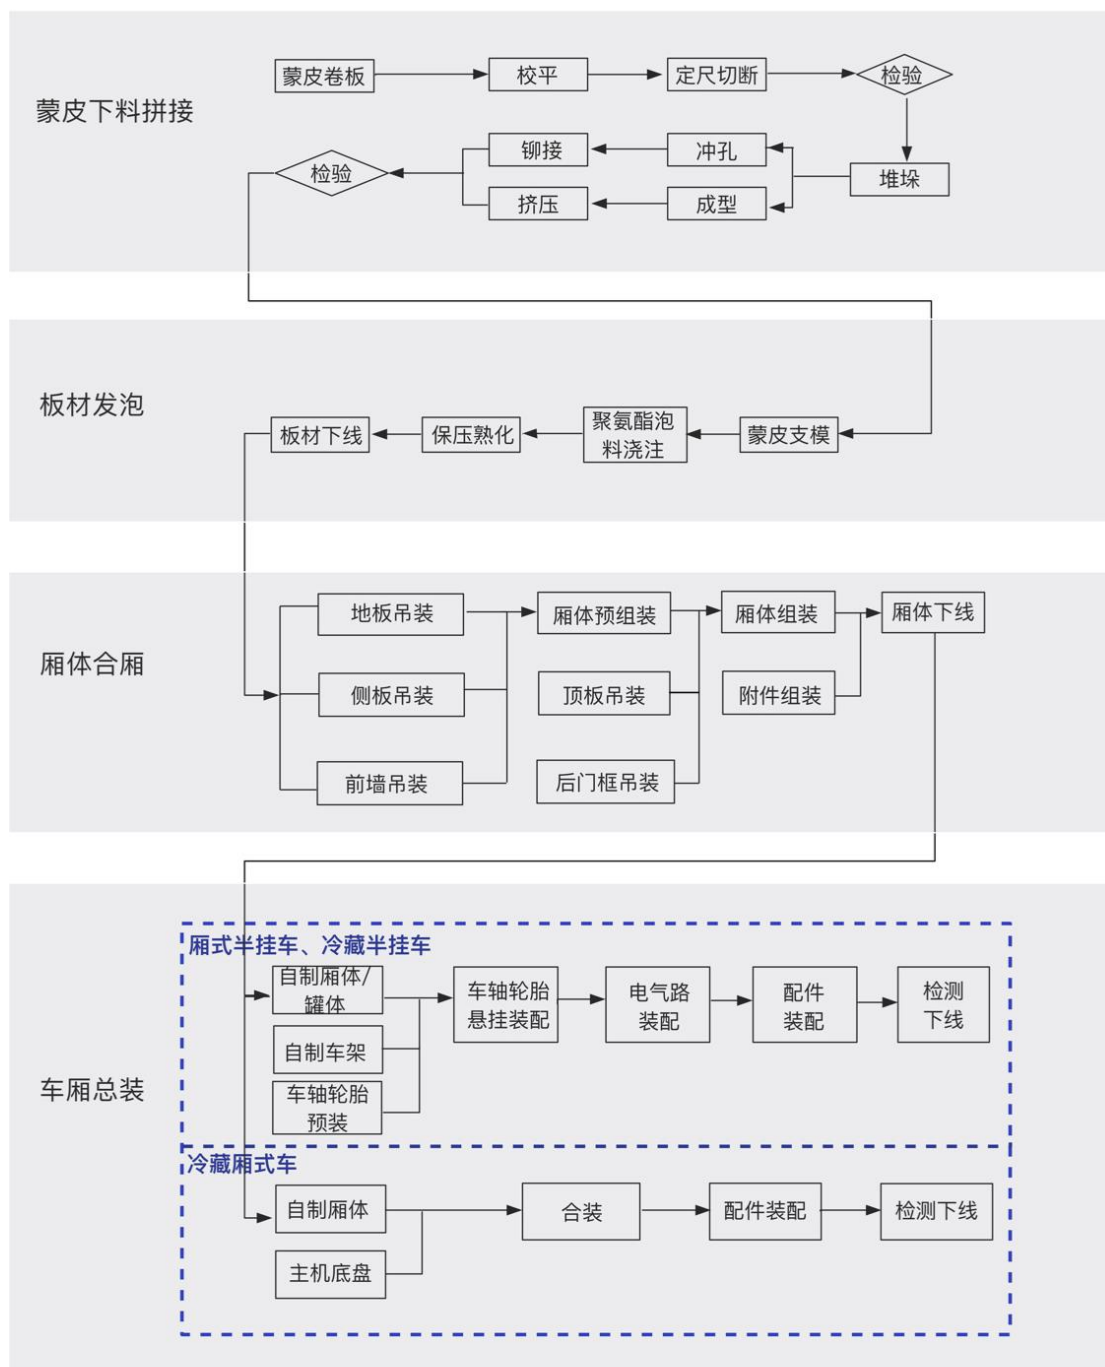 蒙皮下料拼接
蒙皮卷板
校平
定尺切断
检验
堆垛
冲孔
铆接
成型
挤压
检验
板材发泡
蒙皮支模
聚氨酯泡
料浇注
保压熟化
板材下线
厢体合厢
地板吊装
侧板吊装
前墙吊装
厢体预组装
顶板吊装
后门框吊装
厢体组装
附件组装
厢体下线
车厢总装
厢式半挂车、冷藏半挂车
自制厢体/
罐体
自制车架
车轴轮胎
预装
车轴轮胎
悬挂装配
电气路
装配
配件
装配
检测
下线
冷藏厢式车
自制厢体
主机底盘
合装
配件装配
检测下线